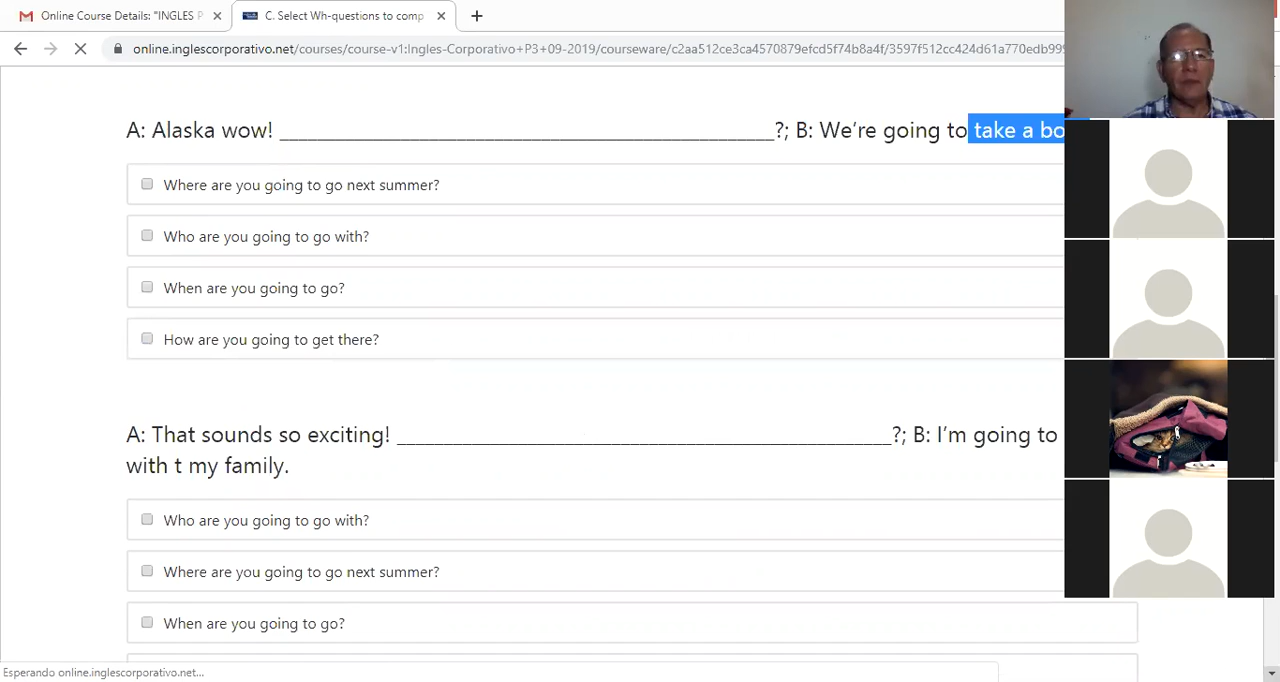 Online Course Details: "INGLES P
C. Select Wh-questions to comp
online.inglescorporativo.net/courses/course-v1:Ingles-Corporativo+P3+09-2019/courseware/c2aa512ce3ca4570879efcd5f74b8a4f/3597f512cc424d61a770edb999
A: Alaska wow! ______________________________________________?; B: We’re going to take a bo
Where are you going to go next summer?
Who are you going to go with?
When are you going to go?
How are you going to get there?
A: That sounds so exciting! ______________________________________________?; B: I’m going to
with t my family.
Who are you going to go with?
Where are you going to go next summer?
When are you going to go?
Esperando online.inglescorporativo.net...